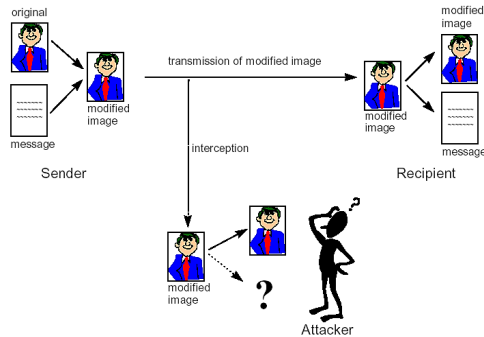 original
message
modified
image
Sender
transmission of modified image
interception
modified
image
Recipient
modified
image
message
modified
image
?
?
Attacker